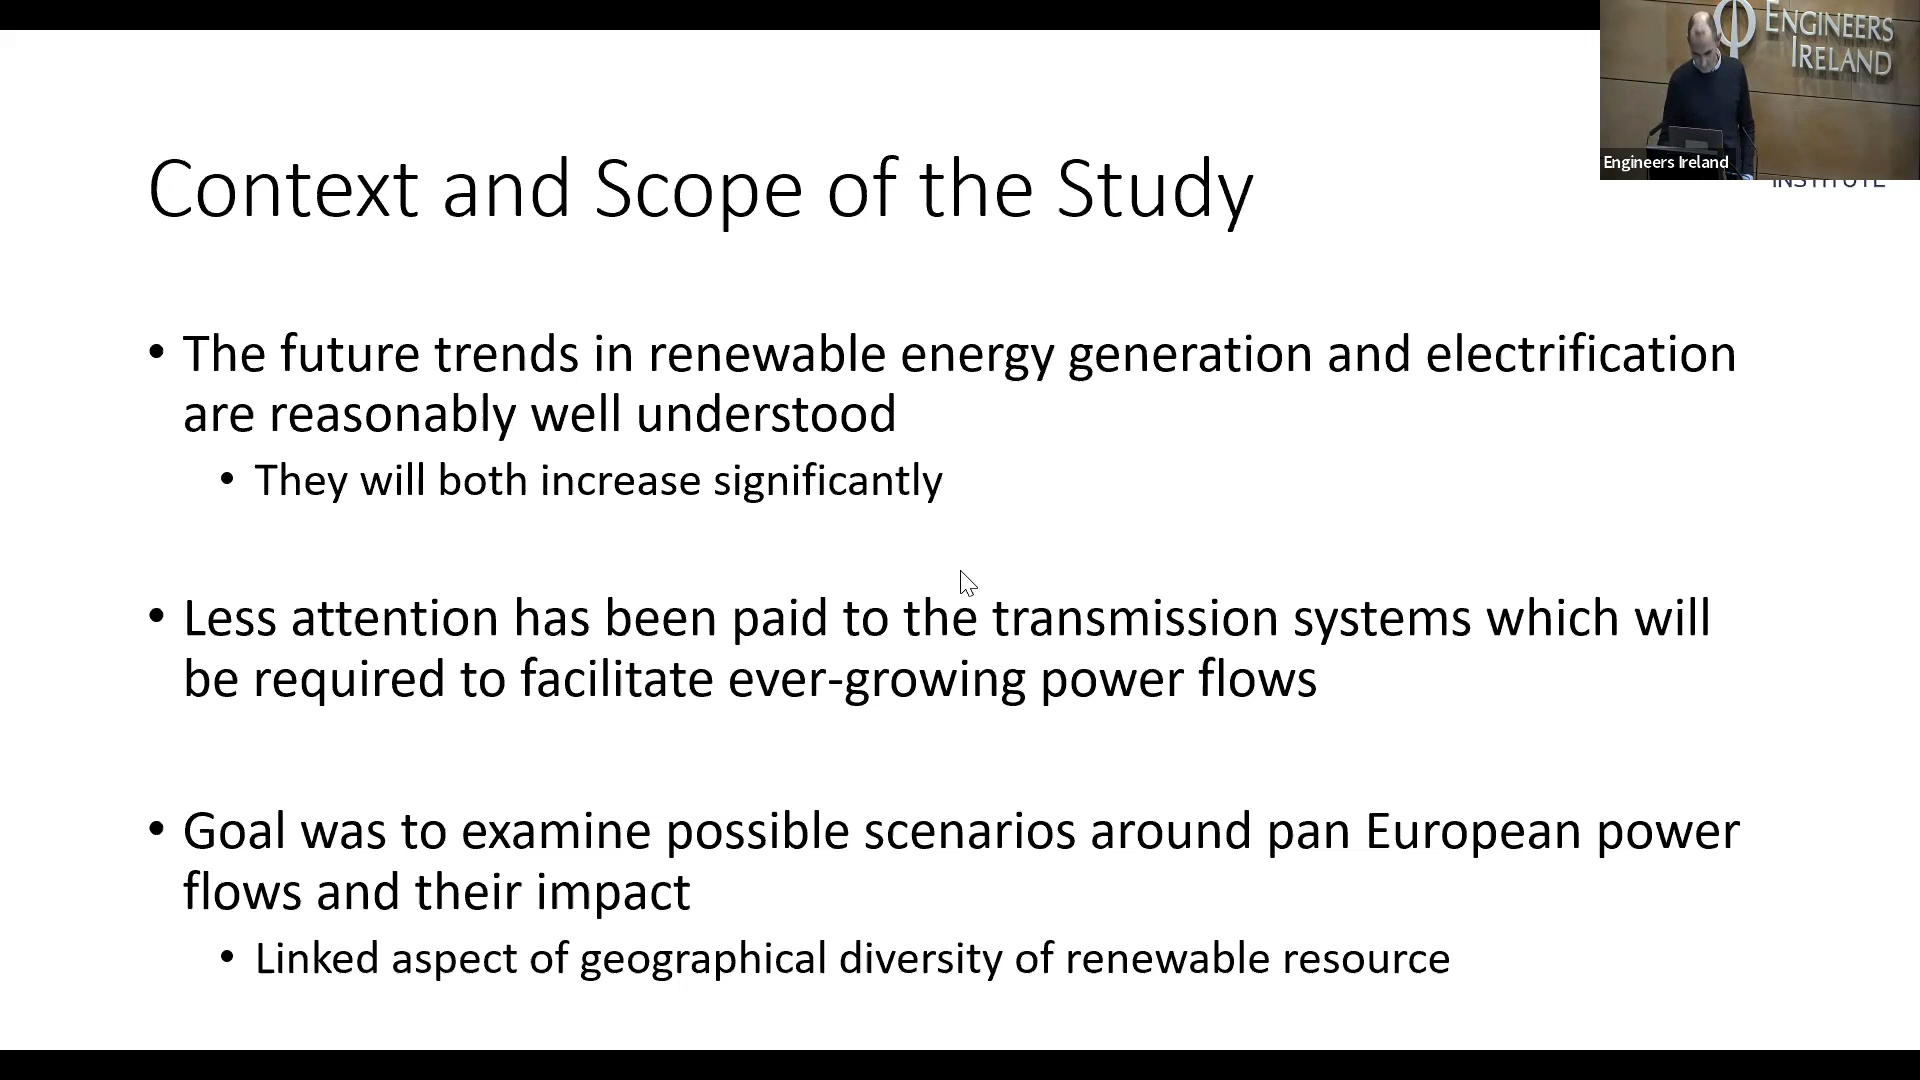 ENGINEERS
IRELAND
Engineers Ireland
INSTITUTE
Context and Scope of the Study
• The future trends in renewable energy generation and electrification
are reasonably well understood
• They will both increase significantly
• Less attention has been paid to the transmission systems which will
be required to facilitate ever-growing power flows
• Goal was to examine possible scenarios around pan European power
flows and their impact
• Linked aspect of geographical diversity of renewable resource